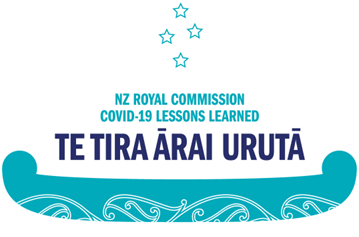 NZ ROYAL COMMISSION
COVID-19 LESSONS LEARNED
TE TIRA ĀRAI URUTĀ